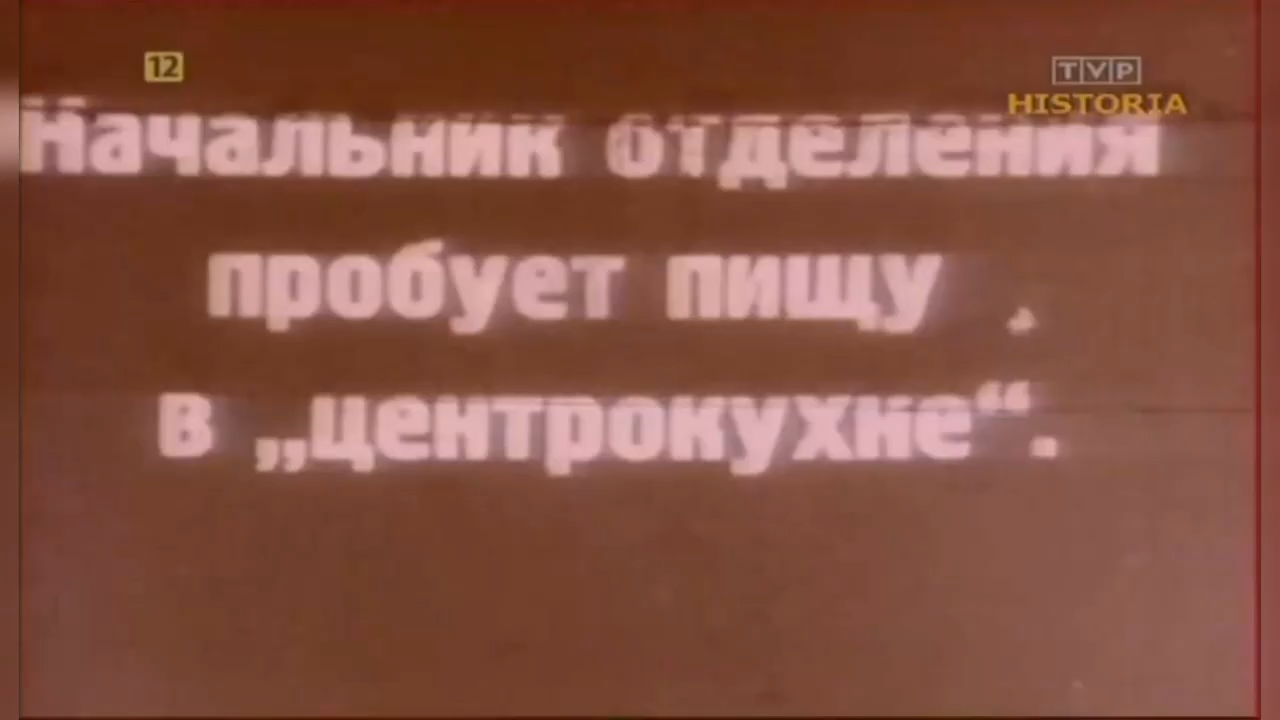 12
TVP
HISTORIA
Начальник отделения
пробует пищу
в „центрокухне“.